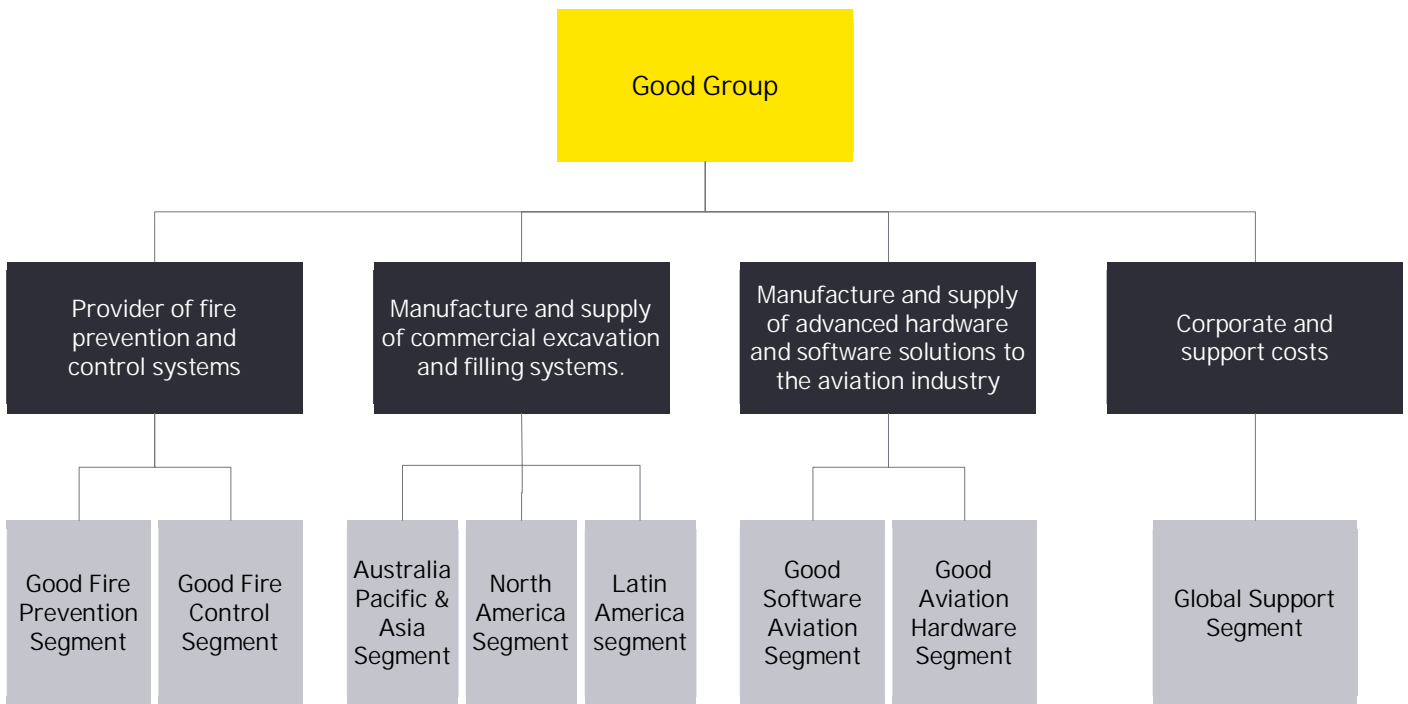 Good Group
Provider of fire
prevention and
control systems
Manufacture and supply
of commercial excavation
and filling systems.
Manufacture and supply
of advanced hardware
and software solutions to
the aviation industry
Corporate and
support costs
Good Fire
Prevention
Segment
Good Fire
Control
Segment
Australia
Pacific &
Asia
Segment
North
America
Segment
Latin
America
segment
Good
Software
Aviation
Segment
Good
Aviation
Hardware
Segment
Global Support
Segment